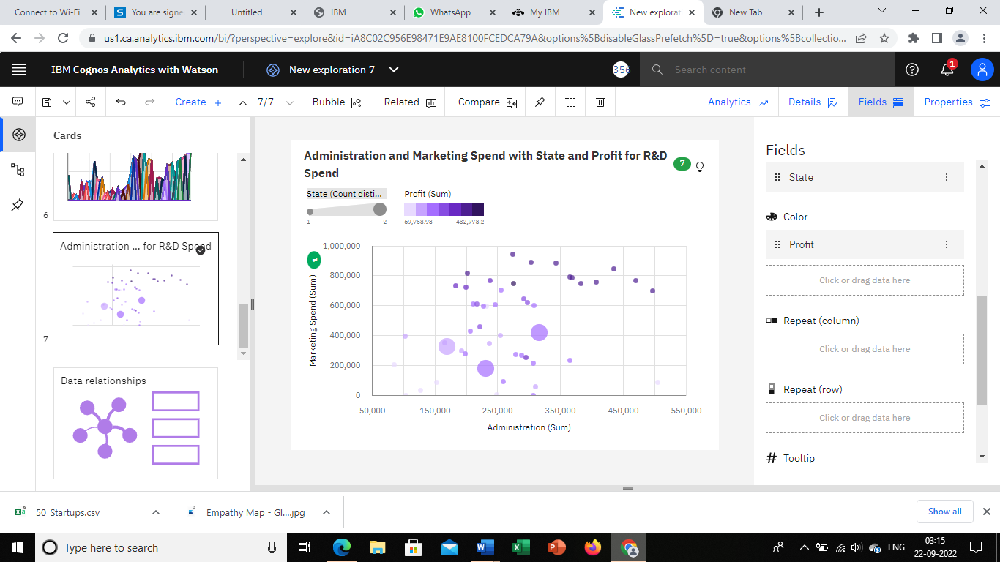 Connect to Wi-Fi
You are signe
Untitled
IBM
WhatsApp
My IBM
New explorat
New Tab
us1.ca.analytics.ibm.com/bi/?perspective=explore&id=iA8C02C956E98471E9AE8100FCEDCA79A&options%5BdisableGlassPrefetch%5D=true&options%5Bcollectio...
IBM Cognos Analytics with Watson
New exploration 7
356
Search content
1
Create +
7/7
Bubble
Related
Compare
Analytics
Details
Fields
Properties
Cards
6
Administration ... for R&D Spend
7
Data relationships
Administration and Marketing Spend with State and Profit for R&D
Spend
7
State (Count disti...
1
2
Profit (Sum)
69,758.98
432,778.2
1
Marketing Spend (Sum)
1,000,000
800,000
600,000
400,000
200,000
0
50,000
150,000
250,000
350,000
450,000
550,000
Administration (Sum)
Fields
State
Color
Profit
Click or drag data here
Repeat (column)
Click or drag data here
Repeat (row)
Click or drag data here
Tooltip
50_Startups.csv
Empathy Map - Gl....jpg
Show all
Type here to search
ENG
03:15
22-09-2022